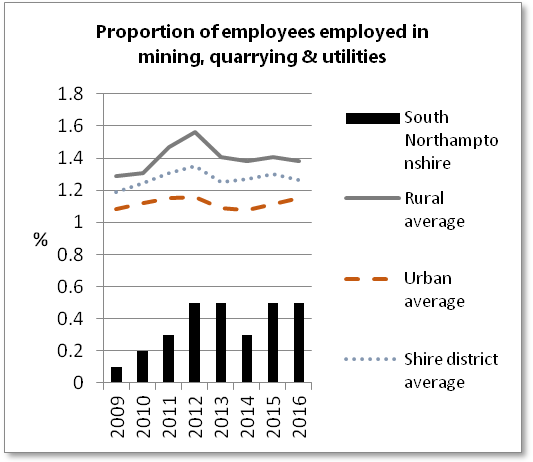 Proportion of employees employed in
mining, quarrying & utilities
1.8
1.6
1.4
1.2
1
0.8
0.6
0.4
0.2
0
%
2009
2010
2011
2012
2013
2014
2015
2016
South
Northampto
nshire
Rural
average
Urban
average
Shire district
average